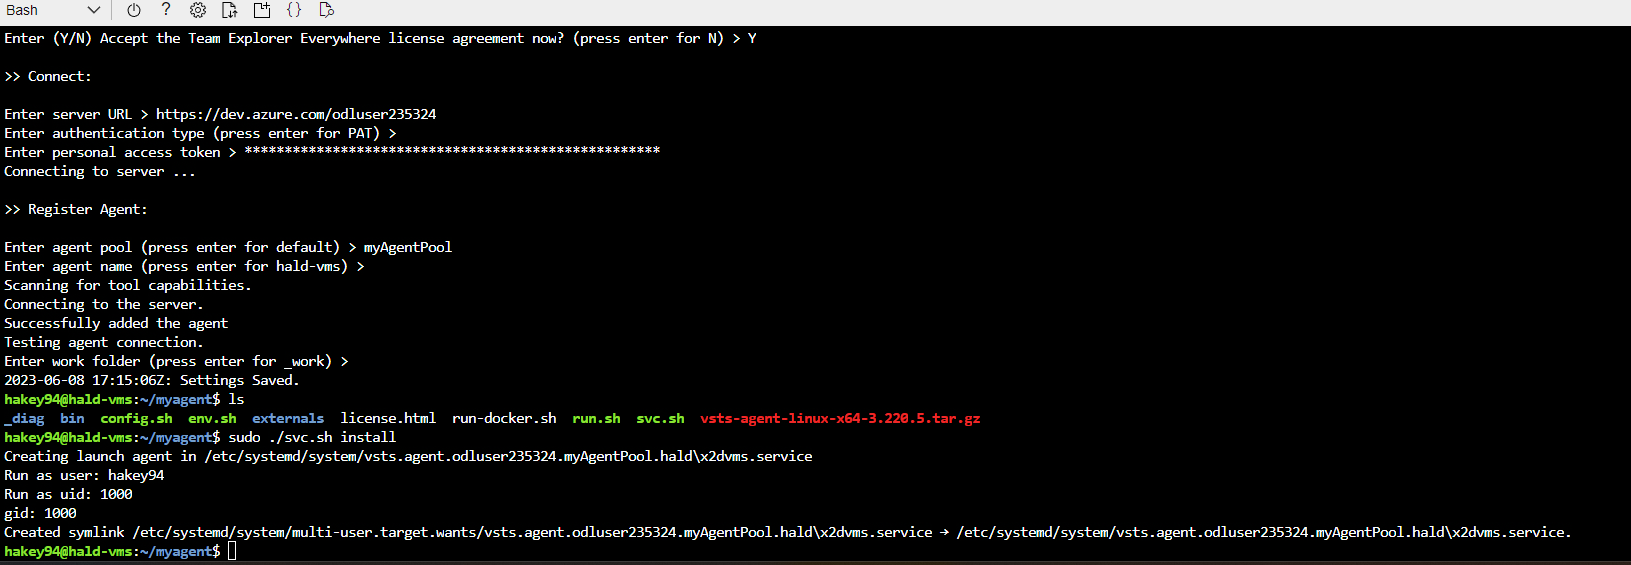 Bash
Enter (Y/N) Accept the Team Explorer Everywhere license agreement now? (press enter for N) > Y
>> Connect:
Enter server URL > https://dev.azure.com/odluser235324
Enter authentication type (press enter for PAT) >
Enter personal access token > ****************************************************
Connecting to server ...
>> Register Agent:
Enter agent pool (press enter for default) > myAgentPool
Enter agent name (press enter for hald-vms) >
Scanning for tool capabilities.
Connecting to the server.
Successfully added the agent
Testing agent connection.
Enter work folder (press enter for _work) >
2023-06-08 17:15:06Z: Settings Saved.
hakey94@hald-vms:~/myagent$ ls
_diag bin config.sh env.sh externals license.html run-docker.sh run.sh svc.sh vsts-agent-linux-x64-3.220.5.tar.gz
hakey94@hald-vms:~/myagent$ sudo ./svc.sh install
Creating launch agent in /etc/systemd/system/vsts.agent.odluser235324.myAgentPool.hald\x2dvms.service
Run as user: hakey94
Run as uid: 1000
gid: 1000
Created symlink /etc/systemd/system/multi-user.target.wants/vsts.agent.odluser235324.myAgentPool.hald\x2dvms.service → /etc/systemd/system/vsts.agent.odluser235324.myAgentPool.hald\x2dvms.service.
hakey94@hald-vms:~/myagent$